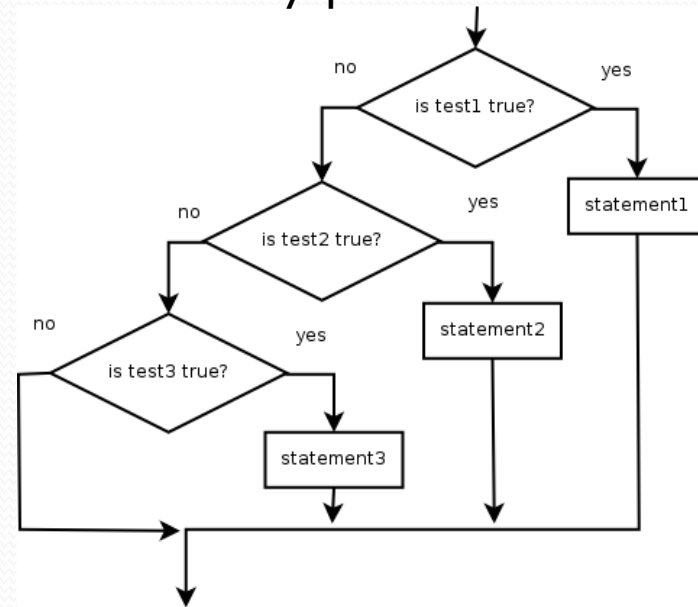 no
yes
is test1 true?
statement1
no
yes
is test2 true?
statement2
no
yes
is test3 true?
statement3